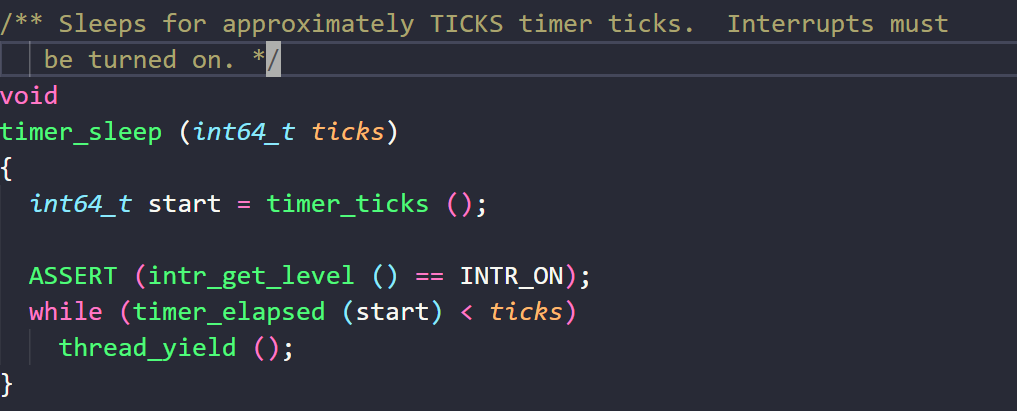 /** Sleeps for approximately TICKS timer ticks.  Interrupts must
   be turned on. */
void
timer_sleep (int64_t ticks)
{
  int64_t start = timer_ticks ();

  ASSERT (intr_get_level () == INTR_ON);
  while (timer_elapsed (start) < ticks)
    thread_yield ();
}